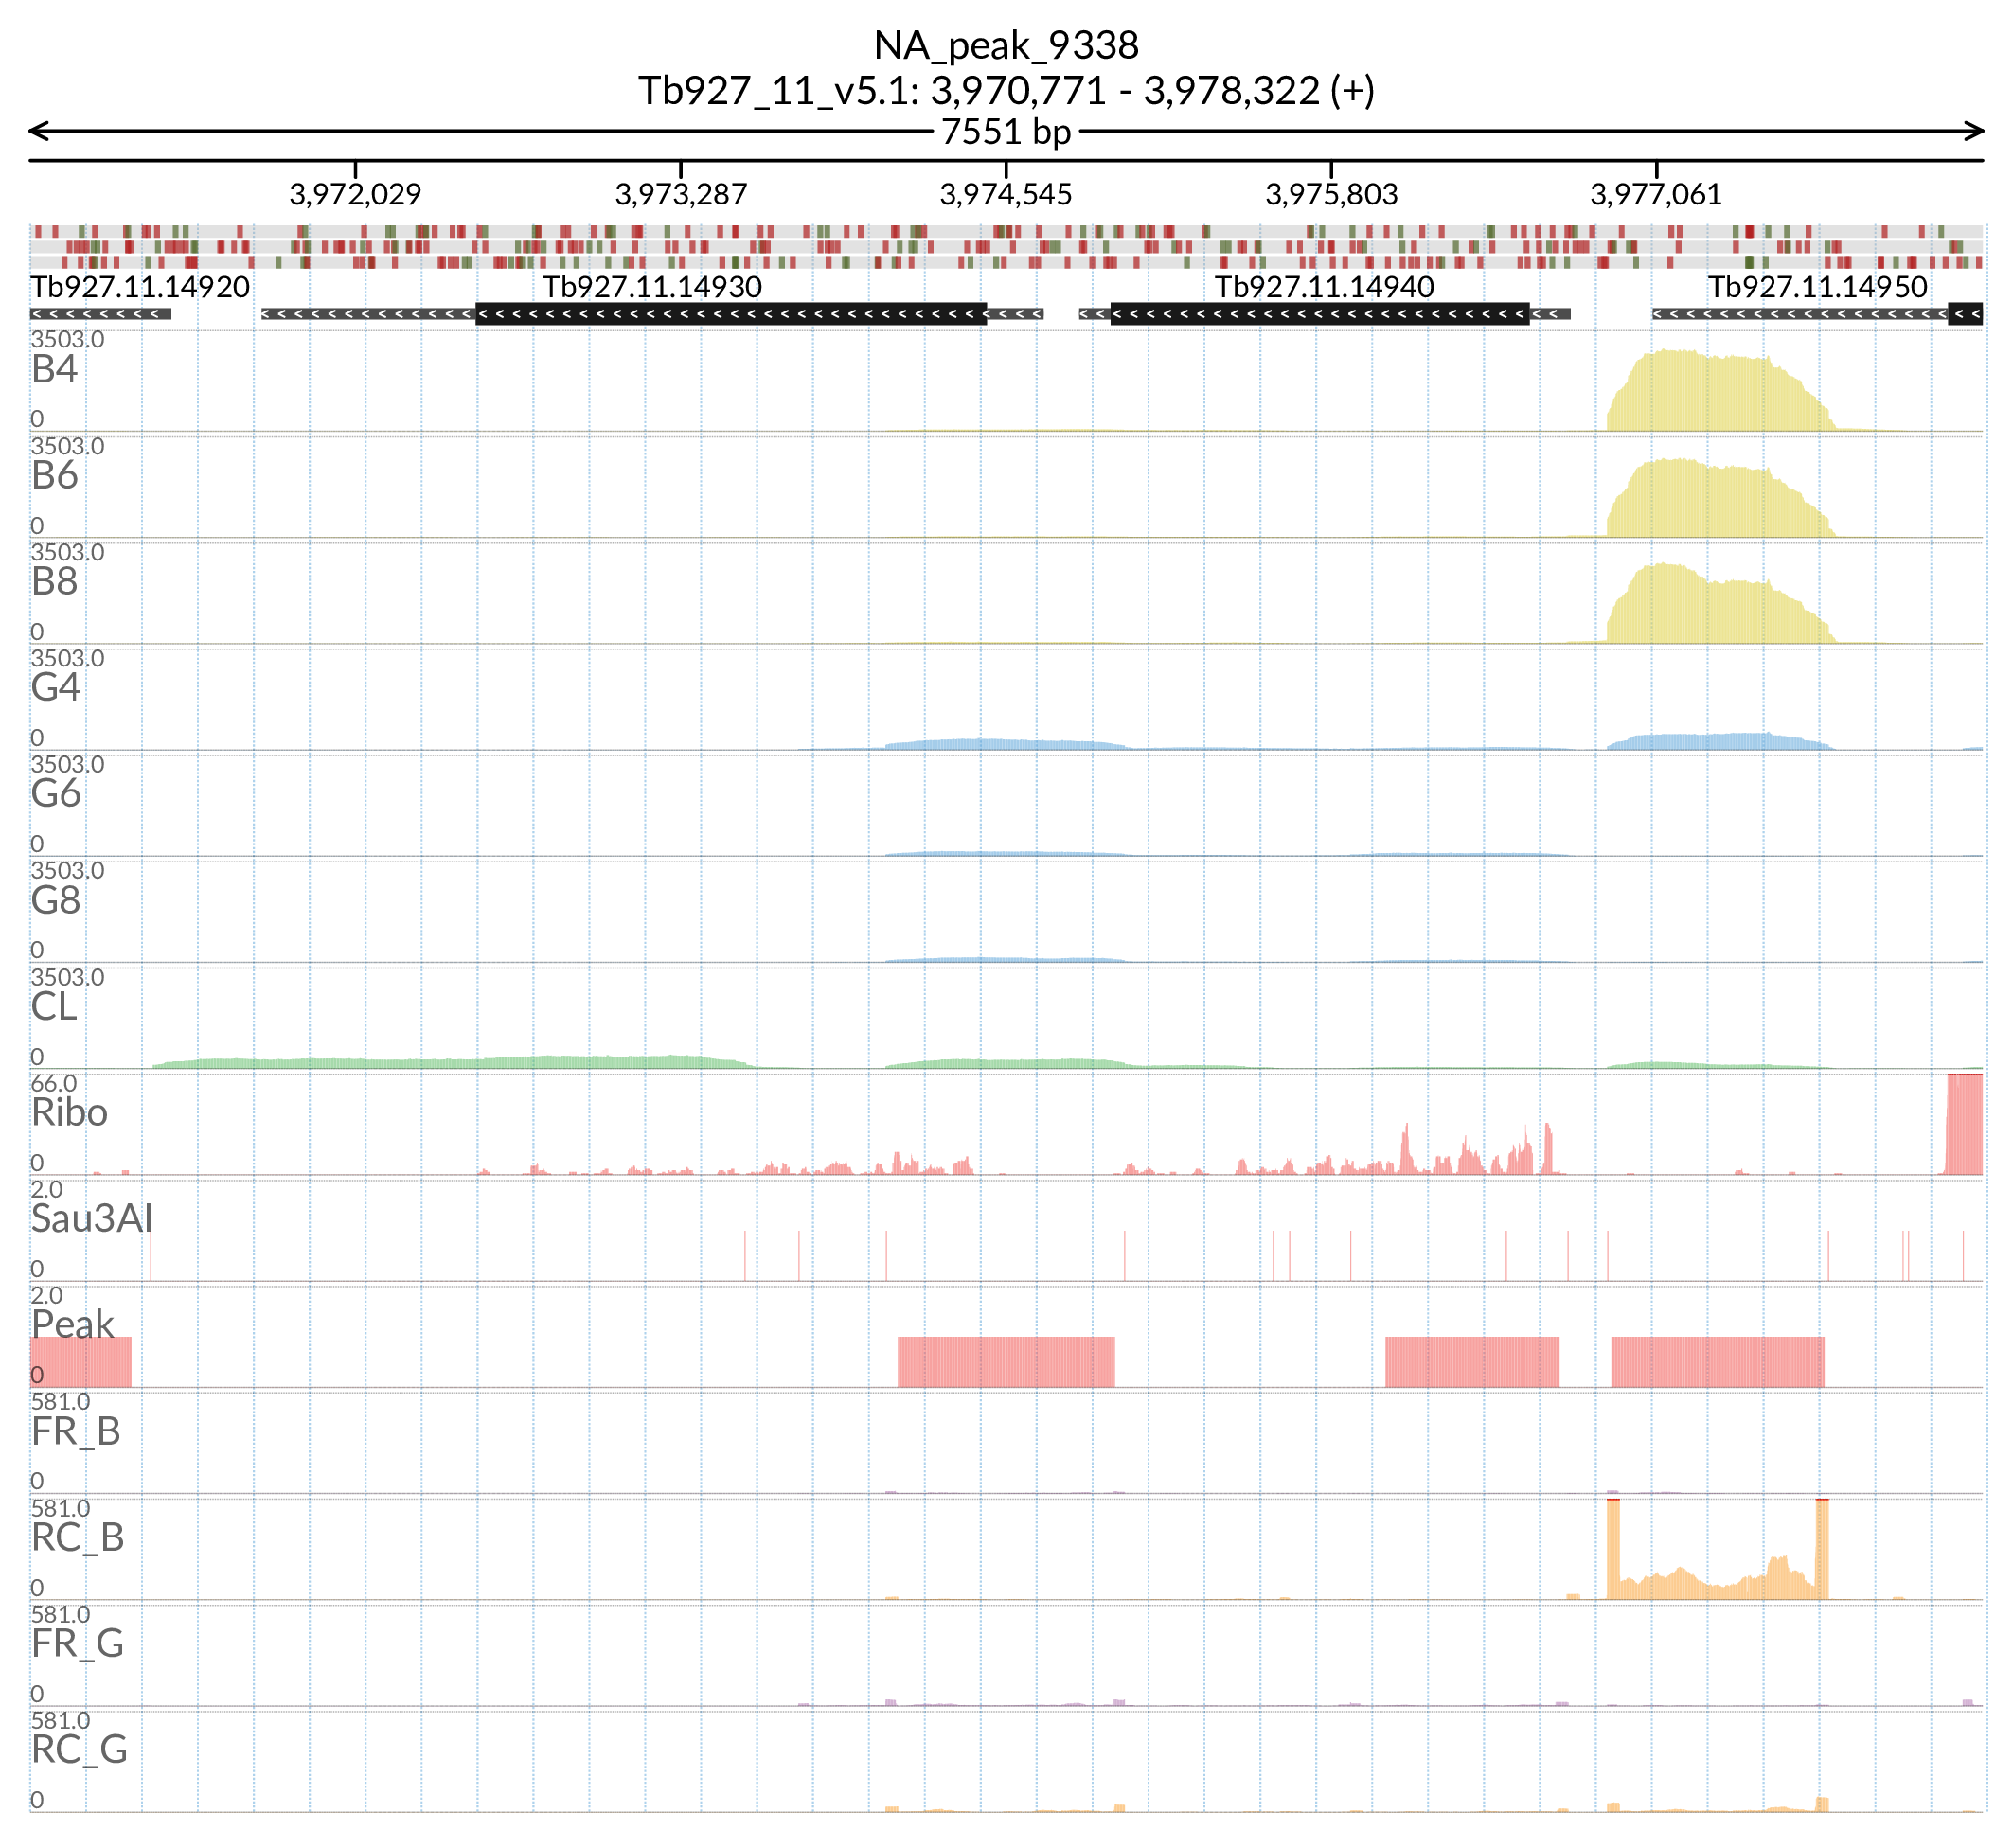 NA_peak_9338
Tb927_11_v5.1: 3,970,771 - 3,978,322 (+)
7551 bp
3,972,029 3,973,287 3,974,545 3,975,803 3,977,061
Tb927.11.14920 Tb927.11.14930 Tb927.11.14940 Tb927.11.14950
3503.0
B4
0
3503.0
B6
0
3503.0
B8
0
3503.0
G4
0
3503.0
G6
0
3503.0
G8
0
3503.0
CL
0
66.0
Ribo
0
2.0
Sau3AI
0
2.0
Peak
0
581.0
FR_B
0
581.0
RC_B
0
581.0
FR_G
0
581.0
RC_G
0